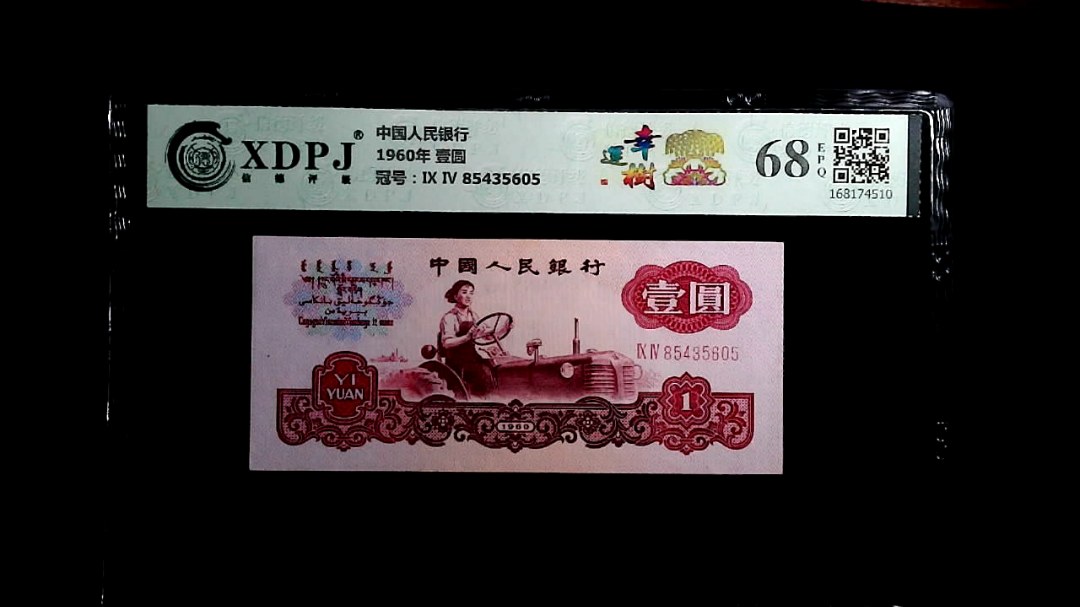 XDPJ®
信德评级
中国人民银行
1960年 壹圆
冠号：IX IV 85435605
幸運樹
68
EPQ
168174510
中國人民銀行
壹圓
IX IV 85435605
YI
YUAN
1960
1